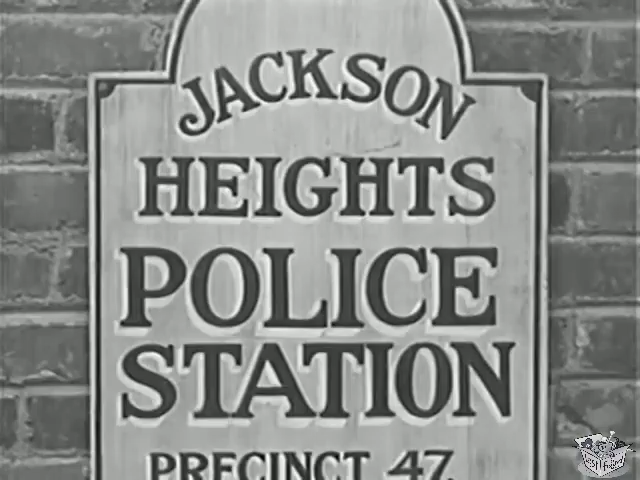 JACKSON
HEIGHTS
POLICE
STATION
PRECINCT 47.